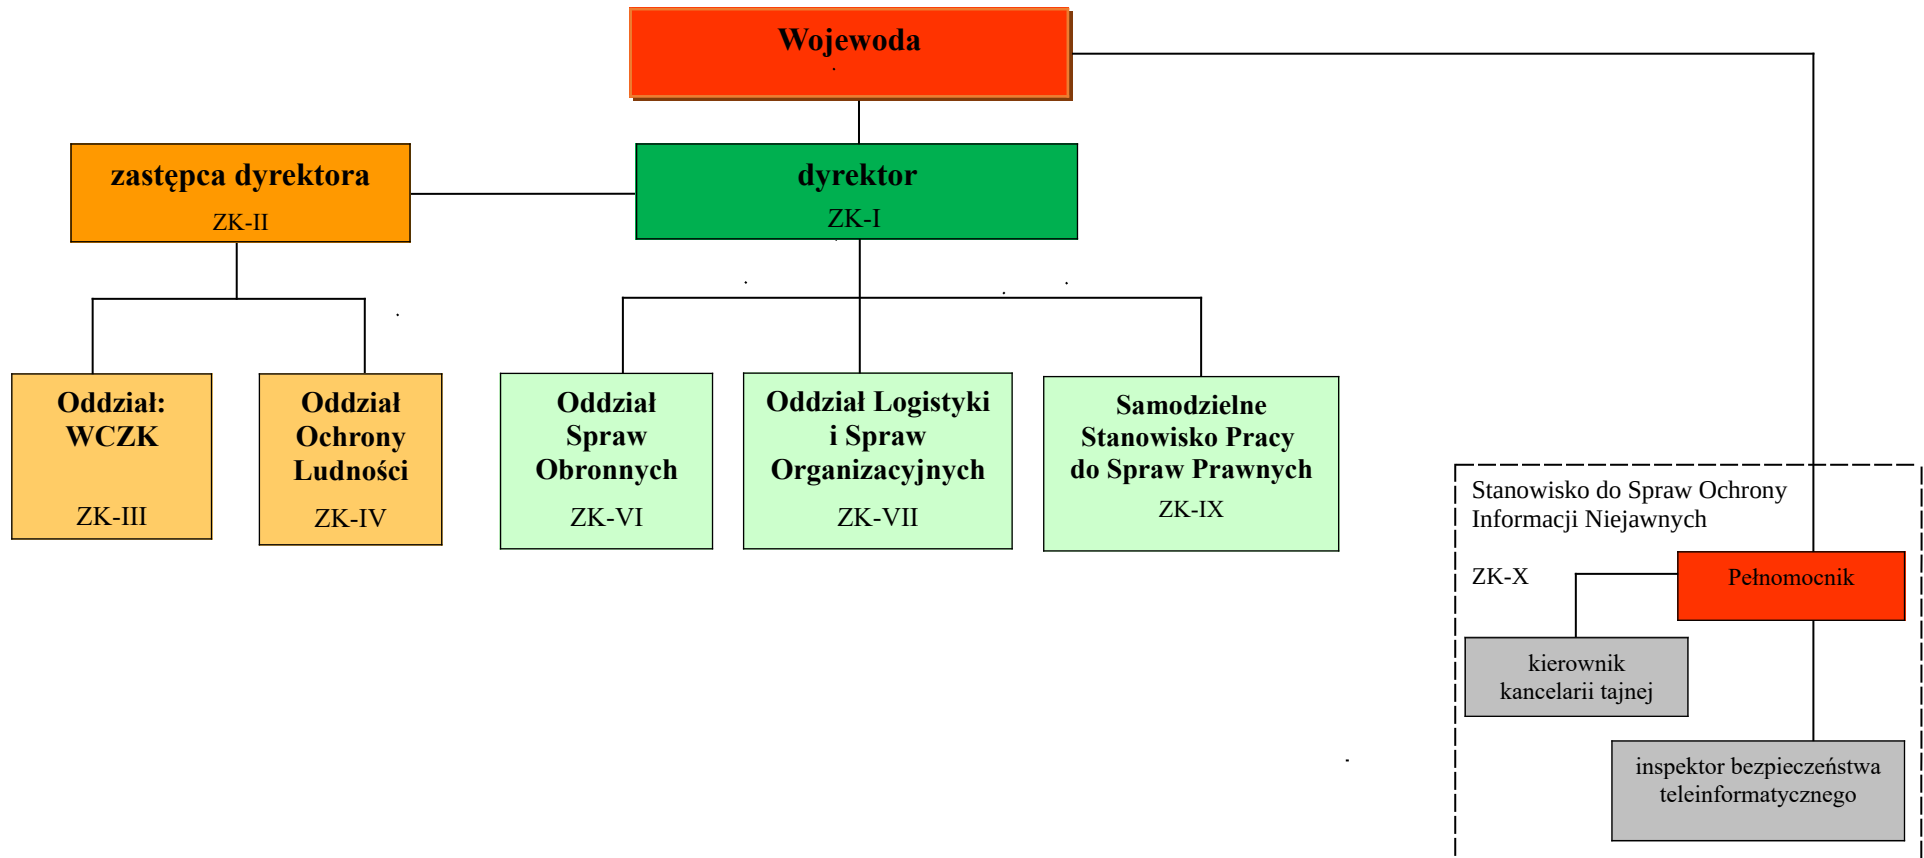 Wojewoda
zastępca dyrektora
ZK-II
dyrektor
ZK-I
Oddział:
WCZK
ZK-III
Oddział
Ochrony
Ludności
ZK-IV
Oddział
Spraw
Obronnych
ZK-VI
Oddział Logistyki
i Spraw
Organizacyjnych
ZK-VII
Samodzielne
Stanowisko Pracy
do Spraw Prawnych
ZK-IX
Stanowisko do Spraw Ochrony
Informacji Niejawnych
ZK-X
Pełnomocnik
kierownik
kancelarii tajnej
inspektor bezpieczeństwa
teleinformatycznego